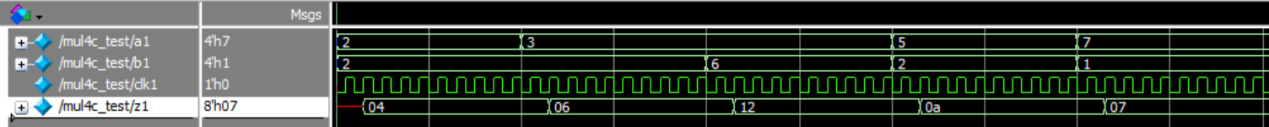 Msgs
/mul4c_test/a1 4'h7 2 3 5 7
/mul4c_test/b1 4'h1 2 6 2 1
/mul4c_test/clk1 1'h0
/mul4c_test/z1 8'h07 04 06 12 0a 07